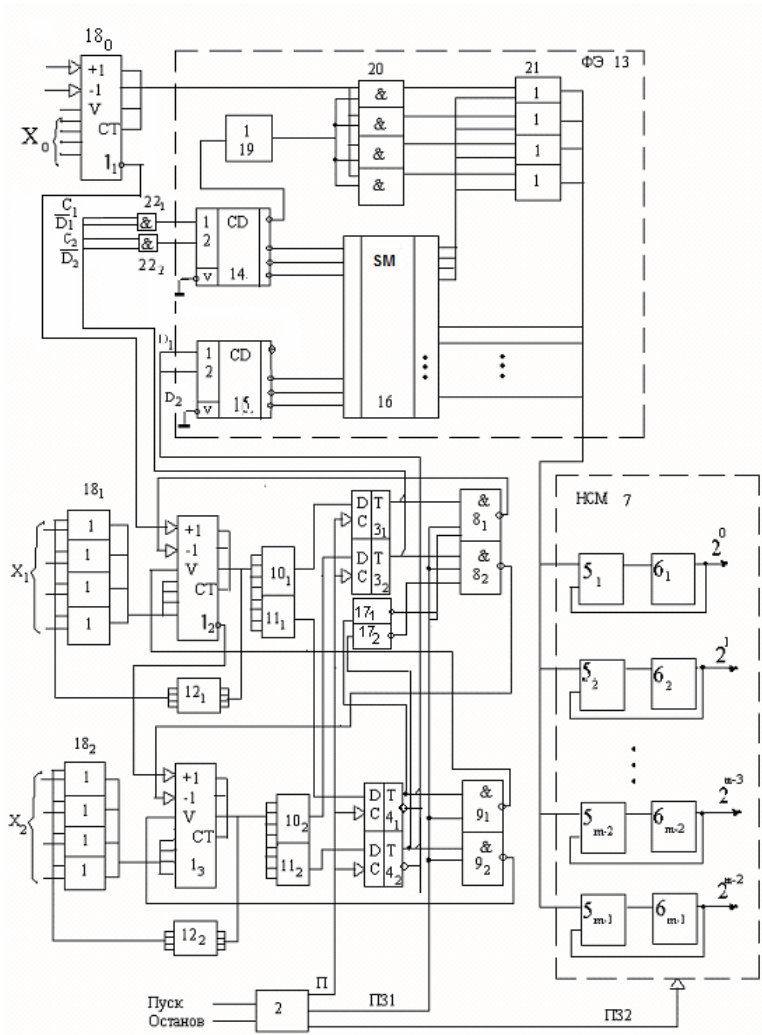 18₀
+1
-1
V
CT
X₀
1₁
ФЭ 13
20
&
&
&
&
21
1
1
1
1
1
19
C₁
D̅₁
22₁
&
C₂
D̅₂
&
22₂
1
2
CD
V
14.
SM
16
D₁
D₂
1
2
CD
V
15.
18₁
X₁
1
1
1
1
+1
-1
V
CT
1₂
12₁
10₁
11₁
D T
C 3₁
D T
C 3₂
17₁
17₂
&
8₁
&
8₂
НСМ 7
5₁
6₁
2⁰
5₂
6₂
2¹
5m-2
6m-2
2ᵐ⁻³
5m-1
6m-1
2ᵐ⁻²
18₂
X₂
1
1
1
1
+1
-1
V
CT
1₃
12₂
10₂
11₂
D T
C 4₁
D T
C 4₂
&
9₁
&
9₂
Пуск
Останов
2
П
ПЗ1
ПЗ2